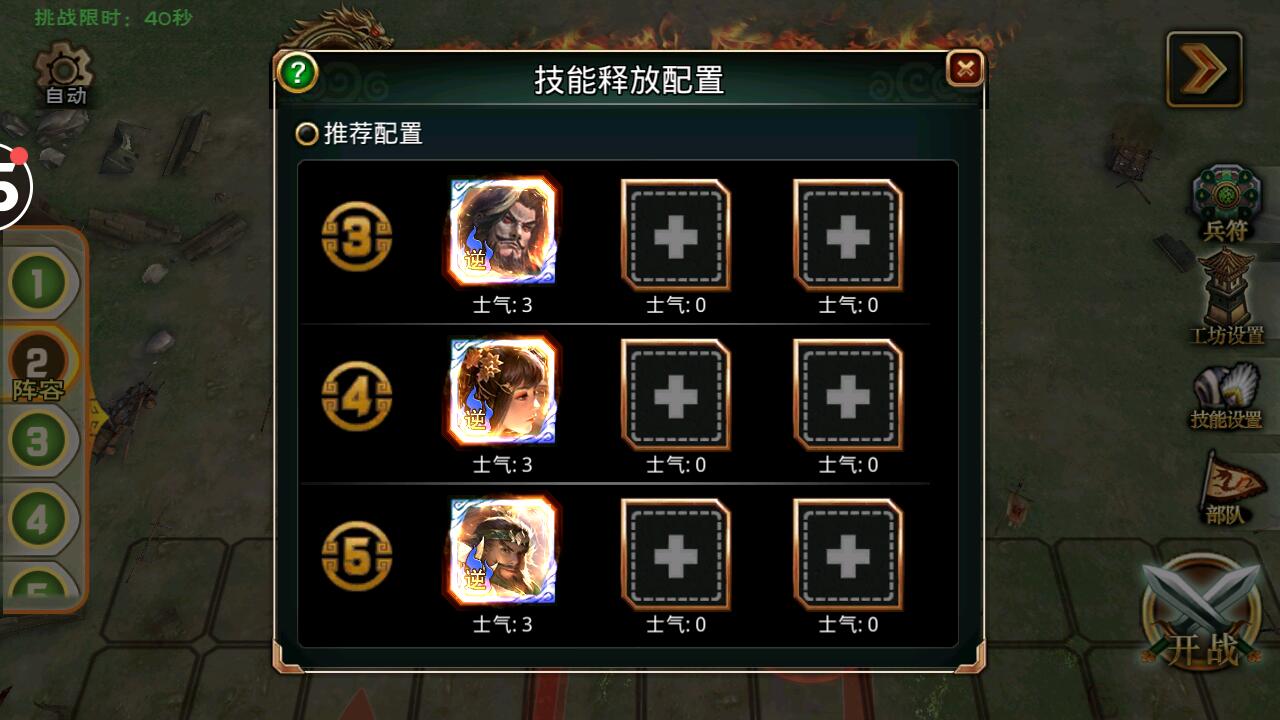 挑战限时：40秒
自动
?
技能释放配置
推荐配置
5
3
逆
士气: 3
士气: 0
士气: 0
4
逆
士气: 3
士气: 0
士气: 0
5
逆
士气: 3
士气: 0
士气: 0
1
2
阵容
3
4
5
兵符
工坊设置
技能设置
部队
开战